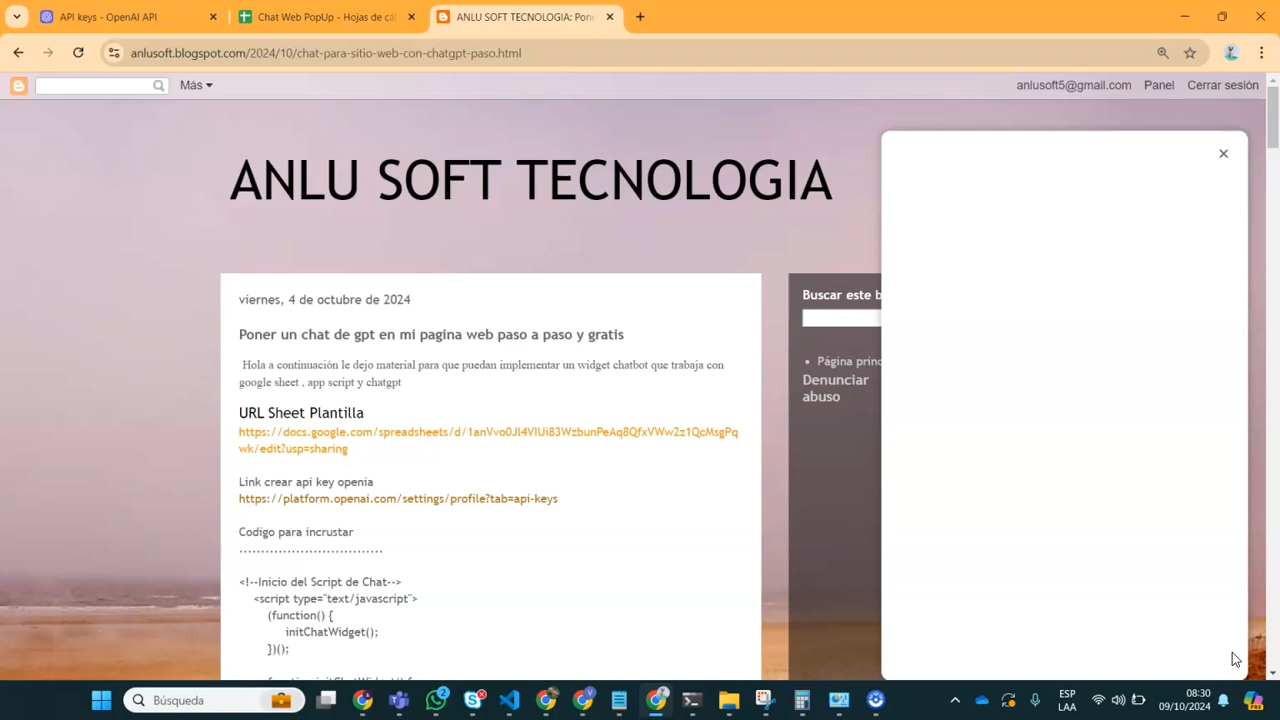 API keys - OpenAI API
Chat Web PopUp - Hojas de cál
ANLU SOFT TECNOLOGIA: Pone
anlusoft.blogspot.com/2024/10/chat-para-sitio-web-con-chatgpt-paso.html
Más
anlusoft5@gmail.com Panel Cerrar sesión
ANLU SOFT TECNOLOGIA
viernes, 4 de octubre de 2024
Poner un chat de gpt en mi pagina web paso a paso y gratis
Hola a continuación le dejo material para que puedan implementar un widget chatbot que trabaja con
google sheet , app script y chatgpt
URL Sheet Plantilla
https://docs.google.com/spreadsheets/d/1anVvo0Jl4VIUi83WzbunPeAq8QfxVWw2z1QcMsgPq
wk/edit?usp=sharing
Link crear api key openia
https://platform.openai.com/settings/profile?tab=api-keys
Codigo para incrustar
---------------------------------
<!--Inicio del Script de Chat-->
<script type="text/javascript">
(function() {
initChatWidget();
})();
Buscar este b
Página princ
Denunciar
abuso
Búsqueda
2
ESP
LAA
08:30
09/10/2024